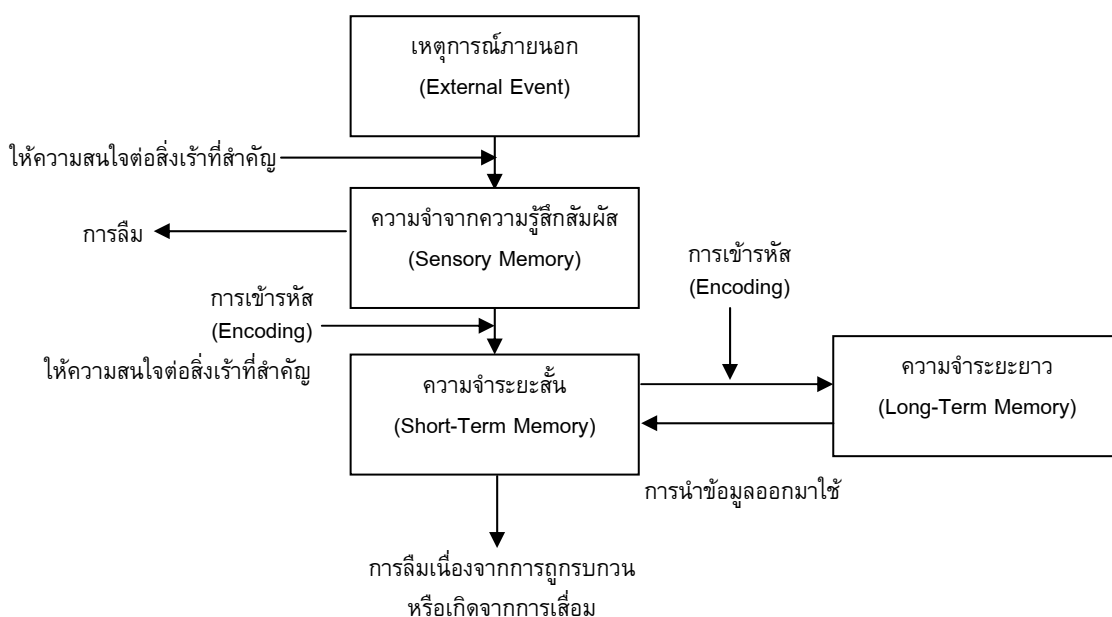 เหตุการณ์ภายนอก
(External Event)
ให้ความสนใจต่อสิ่งเร้าที่สำคัญ
ความจำจากความรู้สึกสัมผัส
(Sensory Memory)
การลืม
การเข้ารหัส
(Encoding)
การเข้ารหัส
(Encoding)
ให้ความสนใจต่อสิ่งเร้าที่สำคัญ
ความจำระยะสั้น
(Short-Term Memory)
ความจำระยะยาว
(Long-Term Memory)
การนำข้อมูลออกมาใช้
การลืมเนื่องจากการถูกรบกวน
หรือเกิดจากการเสื่อม